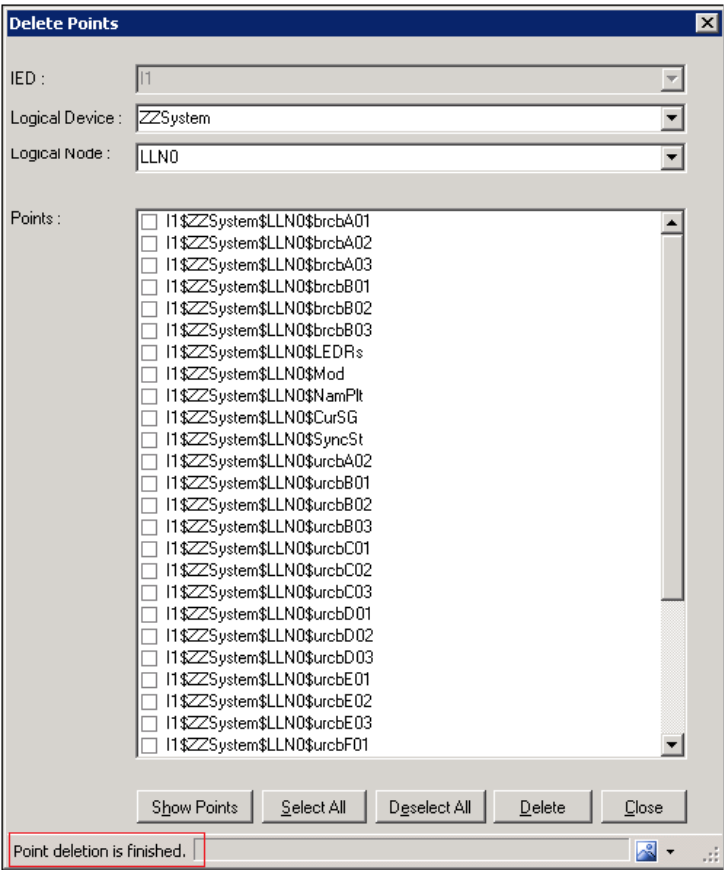 Delete Points
IED :
I1
Logical Device :
ZZSystem
Logical Node :
LLN0
Points :
I1$ZZSystem$LLN0$brcbA01
I1$ZZSystem$LLN0$brcbA02
I1$ZZSystem$LLN0$brcbA03
I1$ZZSystem$LLN0$brcbB01
I1$ZZSystem$LLN0$brcbB02
I1$ZZSystem$LLN0$brcbB03
I1$ZZSystem$LLN0$LEDRs
I1$ZZSystem$LLN0$Mod
I1$ZZSystem$LLN0$NamPlt
I1$ZZSystem$LLN0$CurSG
I1$ZZSystem$LLN0$SyncSt
I1$ZZSystem$LLN0$urcbA02
I1$ZZSystem$LLN0$urcbB01
I1$ZZSystem$LLN0$urcbB02
I1$ZZSystem$LLN0$urcbB03
I1$ZZSystem$LLN0$urcbC01
I1$ZZSystem$LLN0$urcbC02
I1$ZZSystem$LLN0$urcbC03
I1$ZZSystem$LLN0$urcbD01
I1$ZZSystem$LLN0$urcbD02
I1$ZZSystem$LLN0$urcbD03
I1$ZZSystem$LLN0$urcbE01
I1$ZZSystem$LLN0$urcbE02
I1$ZZSystem$LLN0$urcbE03
I1$ZZSystem$LLN0$urcbF01
Show Points Select All Deselect All Delete Close
Point deletion is finished.